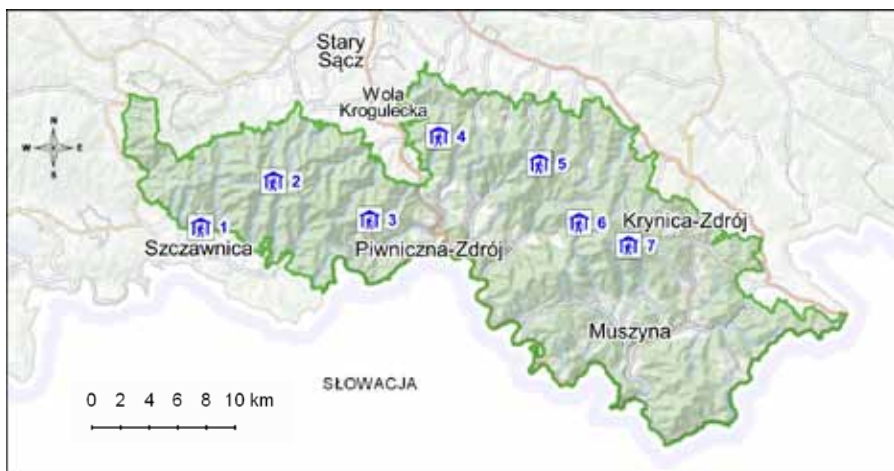 Stary
Sącz
Wola
Krogulecka
N
W E
S
4
5
2
1
3
6
Krynica-Zdrój
7
Szczawnica
Piwniczna-Zdrój
Muszyna
SŁOWACJA
0 2 4 6 8 10 km